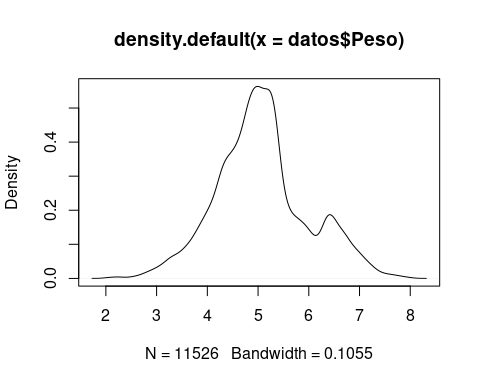 density.default(x = datos$Peso)
Density
0.0
0.2
0.4
2 3 4 5 6 7 8
N = 11526 Bandwidth = 0.1055